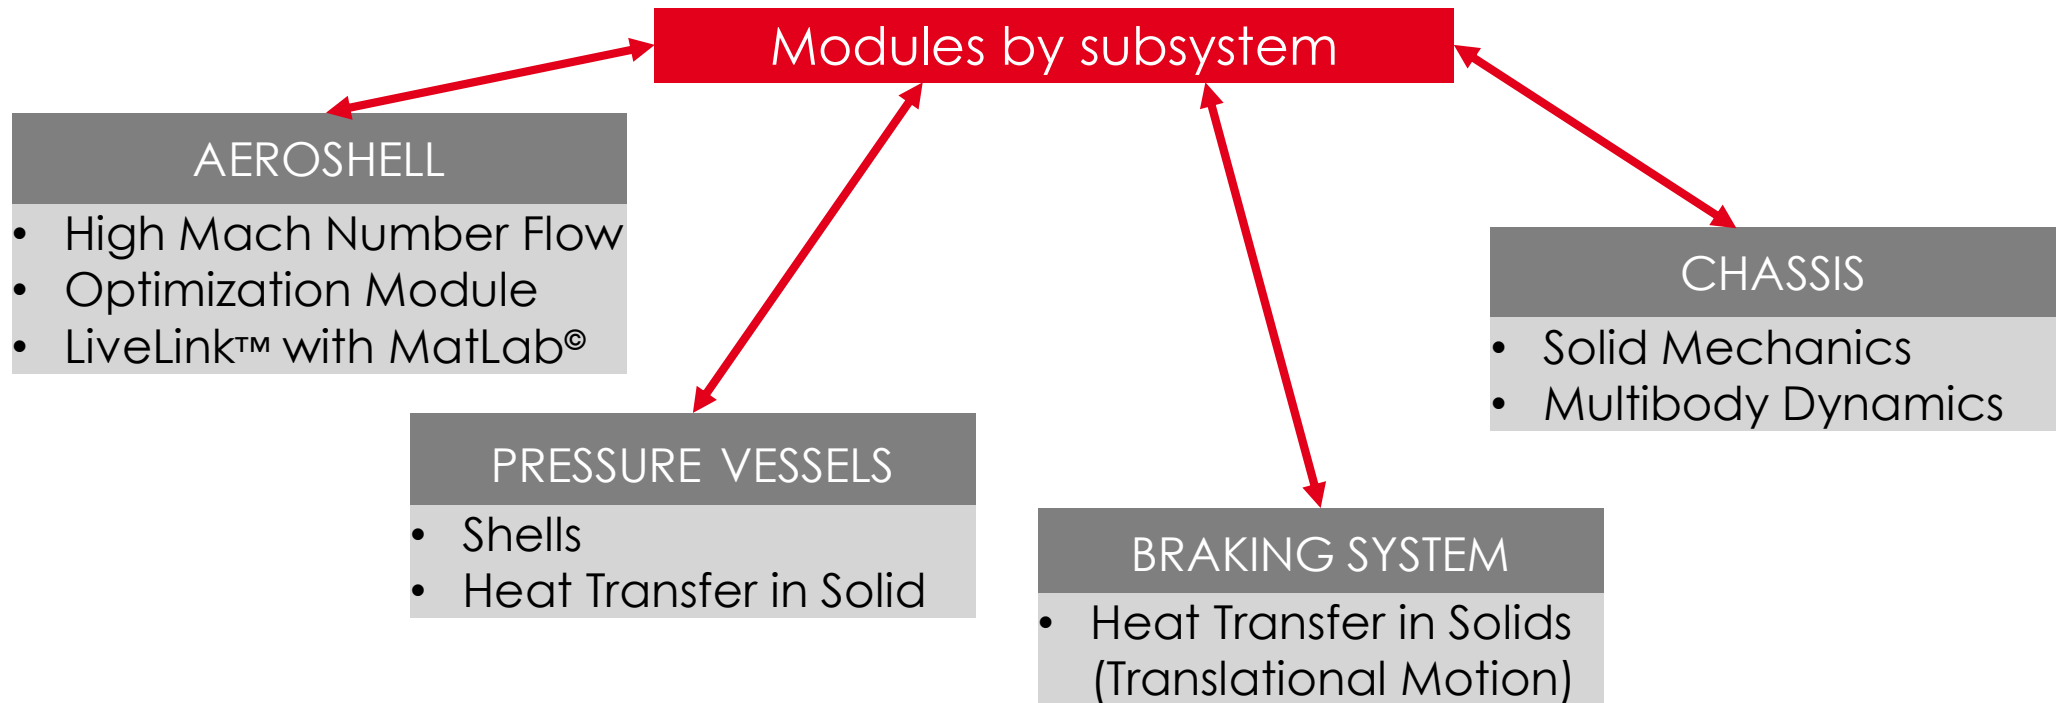 Modules by subsystem
AEROSHELL
• High Mach Number Flow
• Optimization Module
• LiveLink™ with MatLab©
PRESSURE VESSELS
• Shells
• Heat Transfer in Solid
BRAKING SYSTEM
• Heat Transfer in Solids
(Translational Motion)
CHASSIS
• Solid Mechanics
• Multibody Dynamics